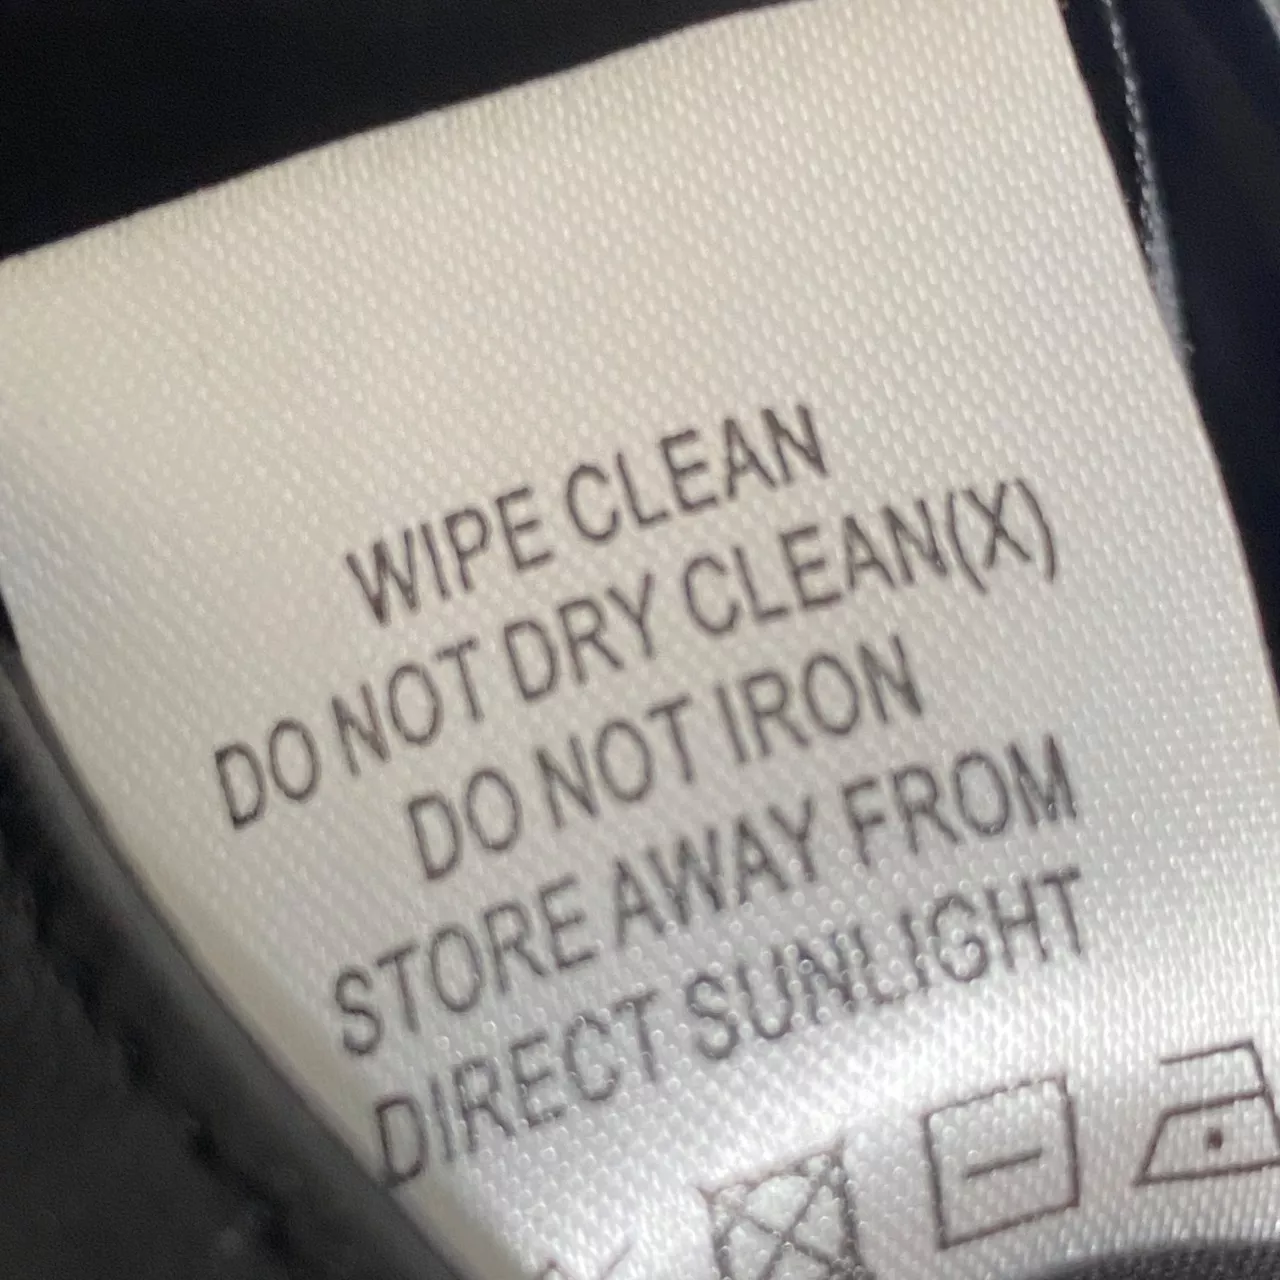 WIPE CLEAN
DO NOT DRY CLEAN(X)
DO NOT IRON
STORE AWAY FROM
DIRECT SUNLIGHT